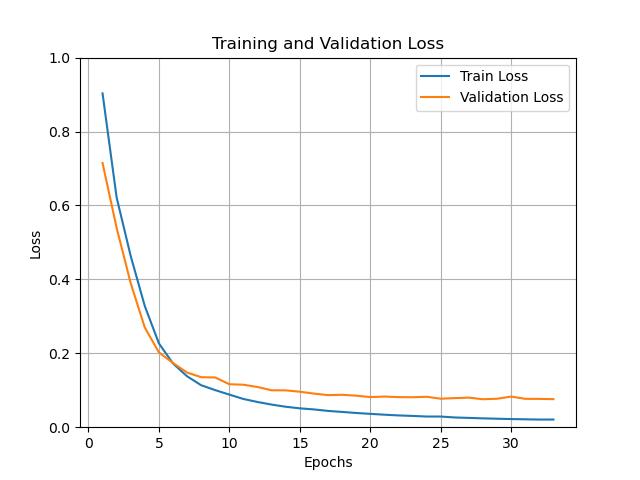 Training and Validation Loss
Train Loss
Validation Loss
1.0
0.8
0.6
0.4
0.2
0.0
Loss
0 5 10 15 20 25 30
Epochs